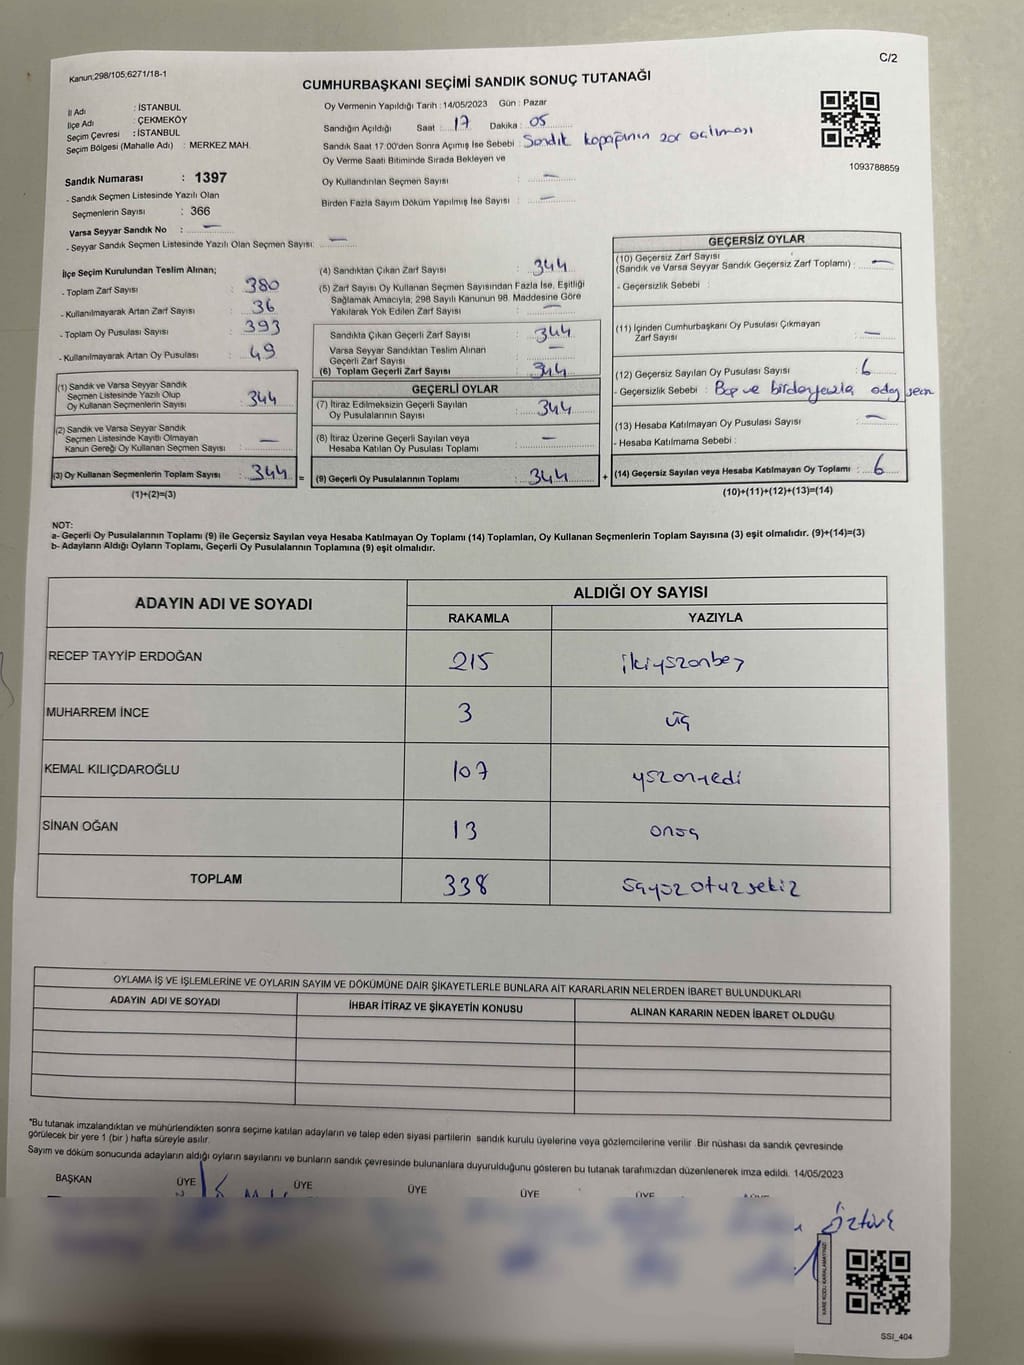 Kanun;298/105;6271/18-1
C/2
CUMHURBAŞKANI SEÇİMİ SANDIK SONUÇ TUTANAĞI
İl Adı : İSTANBUL
İlçe Adı : ÇEKMEKÖY
Seçim Çevresi : İSTANBUL
Seçim Bölgesi (Mahalle Adı) : MERKEZ MAH.
Oy Vermenin Yapıldığı Tarih : 14/05/2023 Gün : Pazar
Sandığın Açıldığı Saat : 17 Dakika : 05
Sandık Saat 17:00'den Sonra Açımış İse Sebebi : Sandık kapağının zor açılması
Oy Verme Saati Bitiminde Sırada Bekleyen ve
Oy Kullandırılan Seçmen Sayısı : —
Birden Fazla Sayım Döküm Yapılmış İse Sayısı : —
1093788859
Sandık Numarası : 1397
- Sandık Seçmen Listesinde Yazılı Olan
Seçmenlerin Sayısı : 366
Varsa Seyyar Sandık No : —
- Seyyar Sandık Seçmen Listesinde Yazılı Olan Seçmen Sayısı: —
İlçe Seçim Kurulundan Teslim Alınan;
- Toplam Zarf Sayısı : 380
- Kullanılmayarak Artan Zarf Sayısı : 36
- Toplam Oy Pusulası Sayısı : 393
- Kullanılmayarak Artan Oy Pusulası : 49
(1) Sandık ve Varsa Seyyar Sandık
Seçmen Listesinde Yazılı Olup
Oy Kullanan Seçmenlerin Sayısı : 344
(2) Sandık ve Varsa Seyyar Sandık
Seçmen Listesinde Kayıtlı Olmayan
Kanun Gereği Oy Kullanan Seçmen Sayısı : —
(3) Oy Kullanan Seçmenlerin Toplam Sayısı : 344 =
(1)+(2)=(3)
(4) Sandıktan Çıkan Zarf Sayısı : 344
(5) Zarf Sayısı Oy Kullanan Seçmen Sayısından Fazla İse, Eşitliği
Sağlamak Amacıyla; 298 Sayılı Kanunun 98. Maddesine Göre
Yakılarak Yok Edilen Zarf Sayısı : —
Sandıkta Çıkan Geçerli Zarf Sayısı : 344
Varsa Seyyar Sandıktan Teslim Alınan
Geçerli Zarf Sayısı : —
(6) Toplam Geçerli Zarf Sayısı : 344
GEÇERLİ OYLAR
(7) İtiraz Edilmeksizin Geçerli Sayılan
Oy Pusulalarının Sayısı : 344
(8) İtiraz Üzerine Geçerli Sayılan veya
Hesaba Katılan Oy Pusulası Toplamı : —
(9) Geçerli Oy Pusulalarının Toplamı : 344 +
GEÇERSİZ OYLAR
(10) Geçersiz Zarf Sayısı
(Sandık ve Varsa Seyyar Sandık Geçersiz Zarf Toplamı) : —
- Geçersizlik Sebebi :
(11) İçinden Cumhurbaşkanı Oy Pusulası Çıkmayan
Zarf Sayısı : —
(12) Geçersiz Sayılan Oy Pusulası Sayısı : 6
- Geçersizlik Sebebi : ve birden
(13) Hesaba Katılmayan Oy Pusulası Sayısı : —
- Hesaba Katılmama Sebebi :
(14) Geçersiz Sayılan veya Hesaba Katılmayan Oy Toplamı : 6
(10)+(11)+(12)+(13)=(14)
NOT:
a- Geçerli Oy Pusulalarının Toplamı (9) ile Geçersiz Sayılan veya Hesaba Katılmayan Oy Toplamı (14) Toplamları, Oy Kullanan Seçmenlerin Toplam Sayısına (3) eşit olmalıdır. (9)+(14)=(3)
b- Adayların Aldığı Oyların Toplamı, Geçerli Oy Pusulalarının Toplamına (9) eşit olmalıdır.
ADAYIN ADI VE SOYADI
ALDIĞI OY SAYISI
RAKAMLA YAZIYLA
RECEP TAYYİP ERDOĞAN 215 ikiyüzonbeş
MUHARREM İNCE 3 üç
KEMAL KILIÇDAROĞLU 107 yüzonyedi
SİNAN OĞAN 13 onüç
TOPLAM 338 üçyüzotuzsekiz
OYLAMA İŞ VE İŞLEMLERİNE VE OYLARIN SAYIM VE DÖKÜMÜNE DAİR ŞİKAYETLERLE BUNLARA AİT KARARLARIN NELERDEN İBARET BULUNDUKLARI
ADAYIN ADI VE SOYADI İHBAR İTİRAZ VE ŞİKAYETİN KONUSU ALINAN KARARIN NEDEN İBARET OLDUĞU
*Bu tutanak imzalandıktan ve mühürlendikten sonra seçime katılan adayların ve talep eden siyasi partilerin sandık kurulu üyelerine veya gözlemcilerine verilir. Bir nüshası da sandık çevresinde
görülecek bir yere 1 (bir ) hafta süreyle asılır.
Sayım ve döküm sonucunda adayların aldığı oyların sayılarını ve bunların sandık çevresinde bulunanlara duyurulduğunu gösteren bu tutanak tarafımızdan düzenlenerek imza edildi. 14/05/2023
BAŞKAN ÜYE ÜYE ÜYE ÜYE ÜYE
Öztürk
KARE KODU KARALAMAYINIZ!
SSI_404